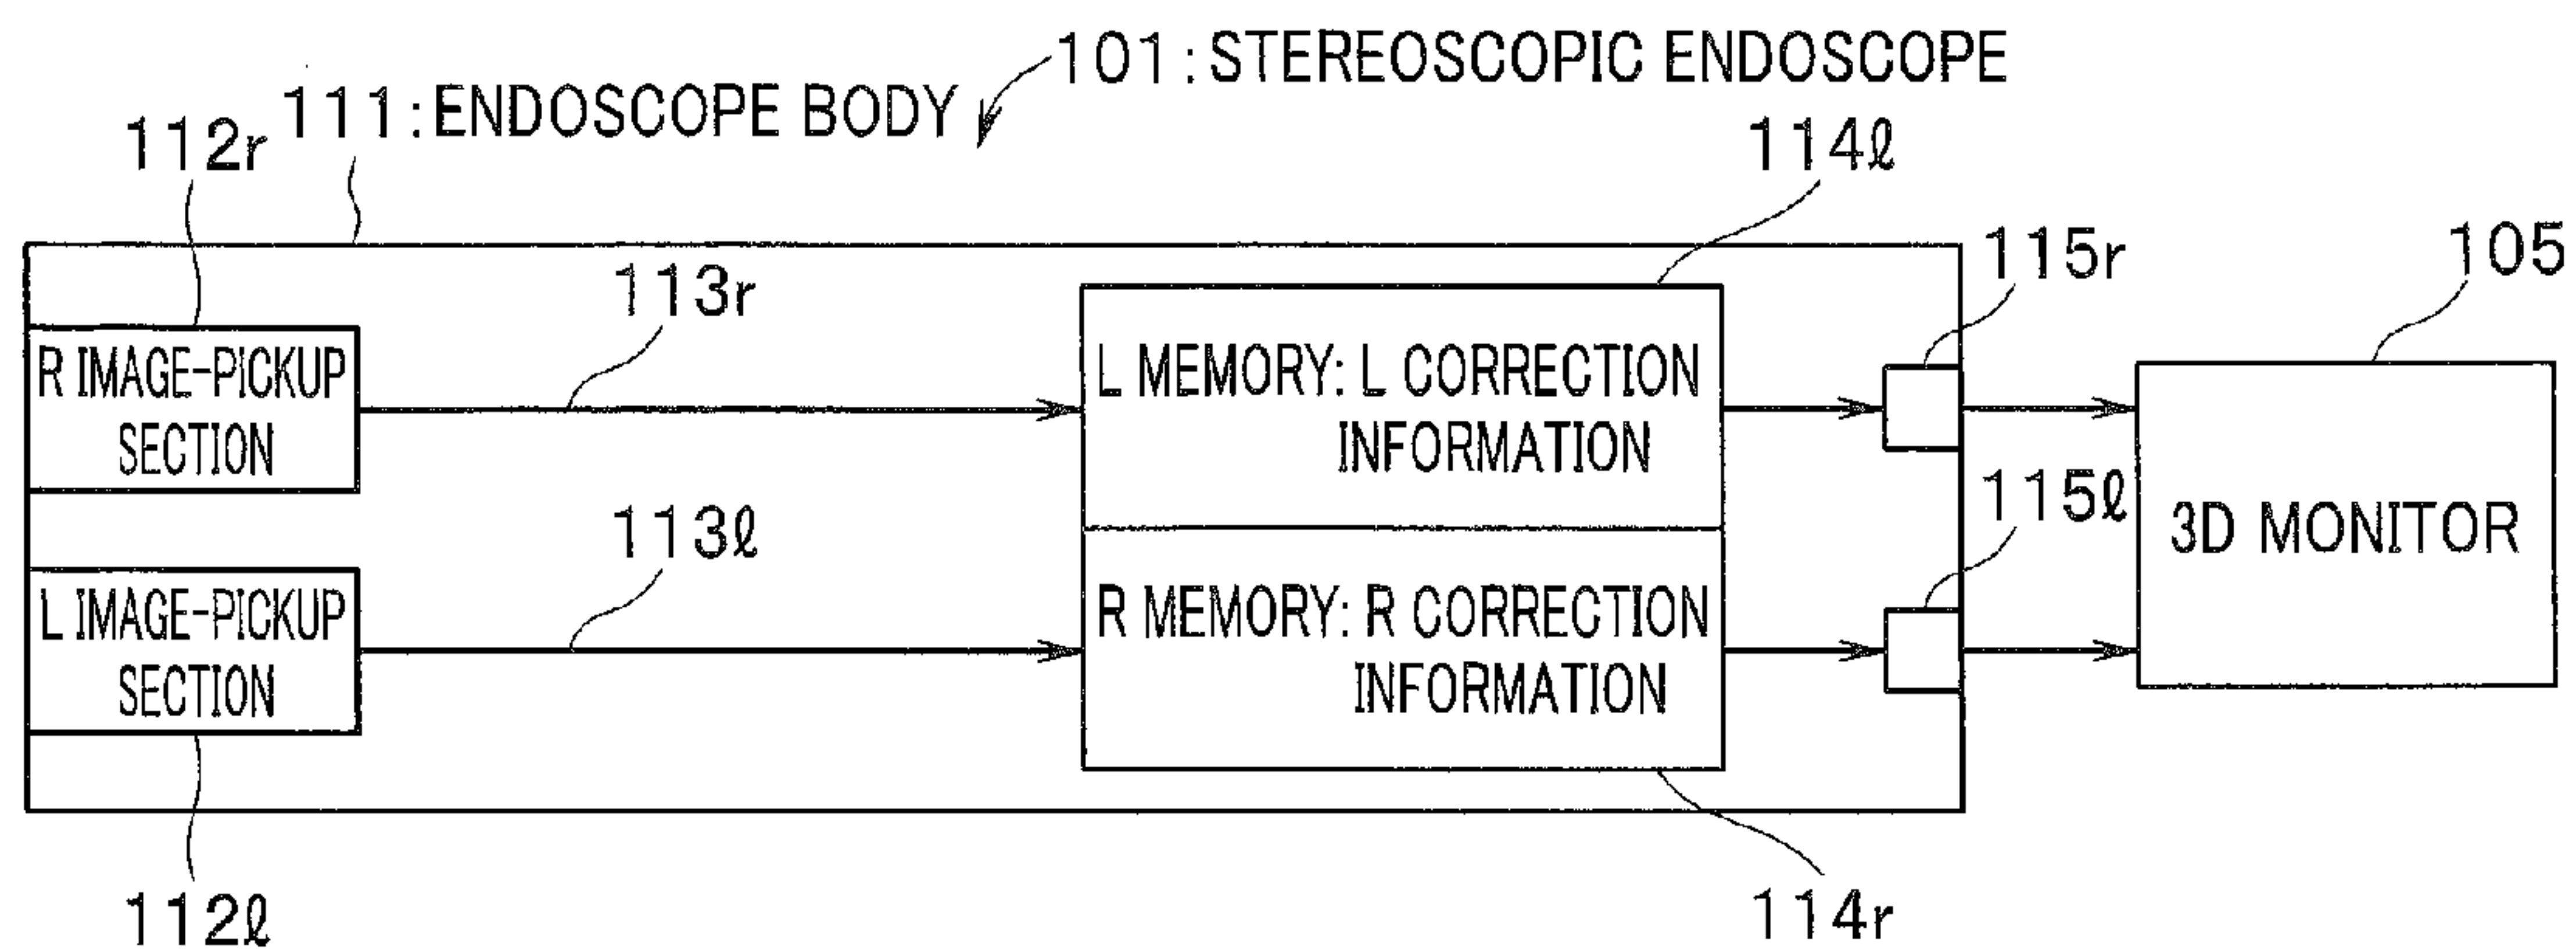 101:STEREOSCOPIC ENDOSCOPE
111:ENDOSCOPE BODY
112r
114ℓ
113r
115r
105
R IMAGE-PICKUP
SECTION
L MEMORY: L CORRECTION
INFORMATION
113ℓ
115ℓ
3D MONITOR
L IMAGE-PICKUP
SECTION
R MEMORY: R CORRECTION
INFORMATION
112ℓ
114r